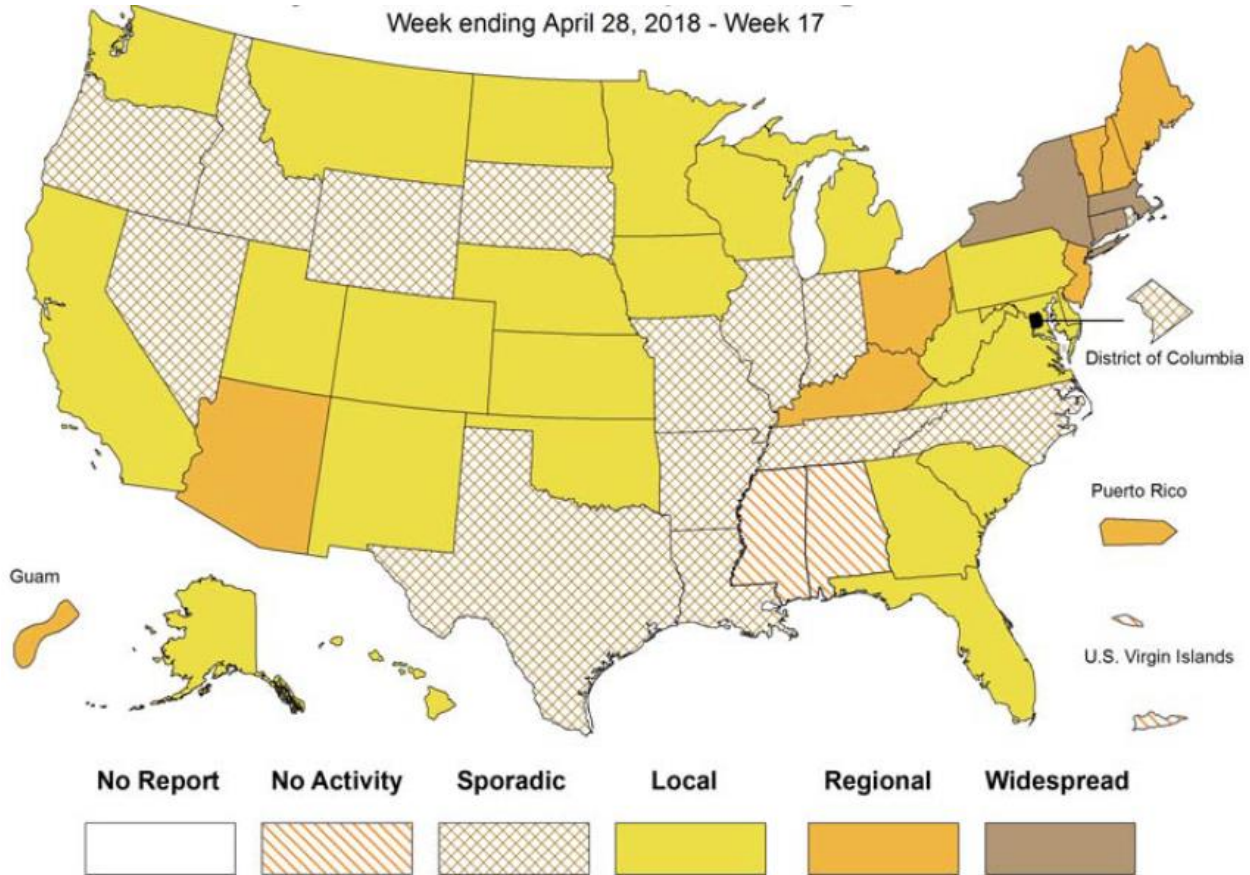 Week ending April 28, 2018 - Week 17
District of Columbia
Puerto Rico
Guam
U.S. Virgin Islands
No Report No Activity Sporadic Local Regional Widespread